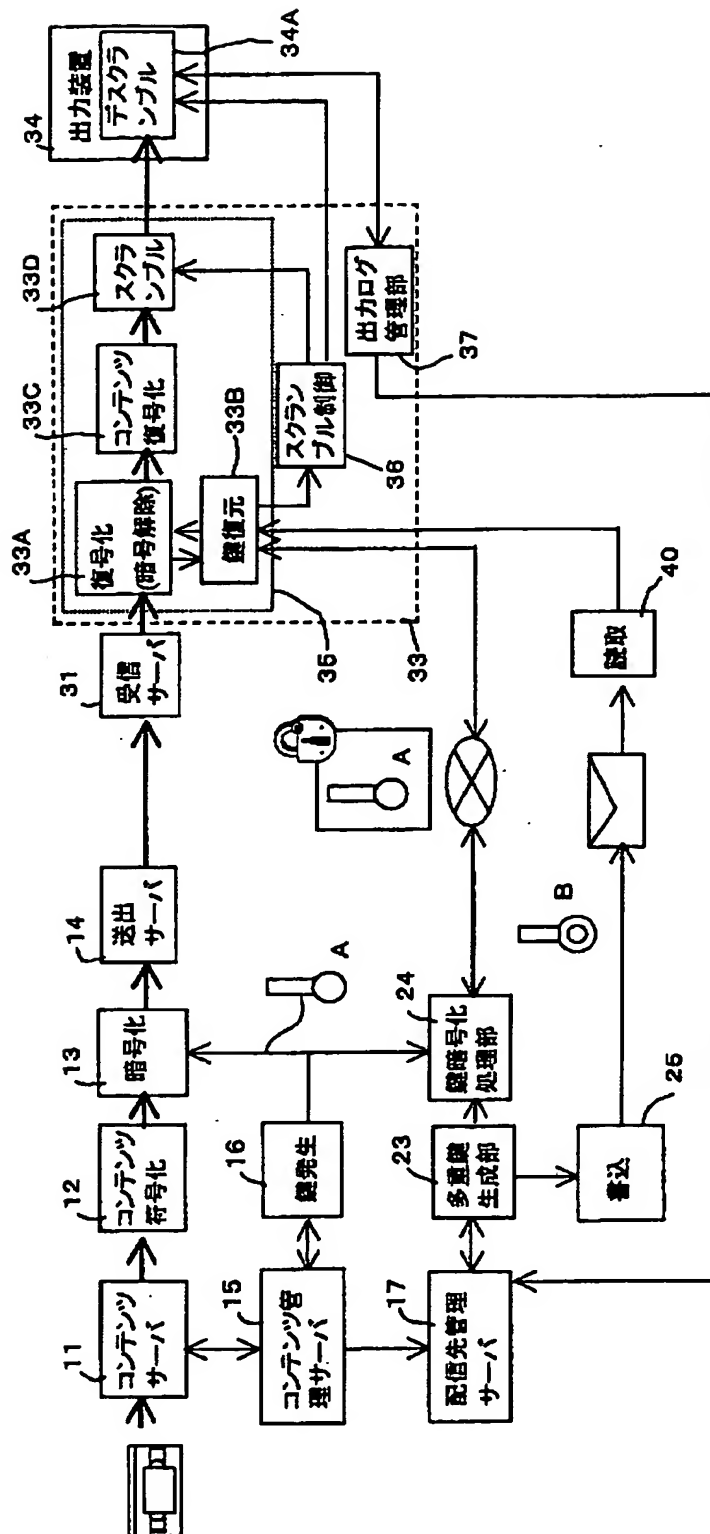 11
コンテンツ
サーバ
12
コンテンツ
符号化
13
暗号化
14
送出
サーバ
31
受信
サーバ
33A
復号化
(暗号解除)
33C
コンテンツ
復号化
33D
スクラ
ンブル
34
出力装置
デスクラ
ンブル
34A
33B
鍵復元
スクラン
ブル制御
36
出力ログ
管理部
37
35
33
15
コンテンツ管
理サーバ
16
鍵発生
A
A
17
配信先管理
サーバ
23
多重鍵
生成部
24
鍵暗号化
処理部
B
25
書込
40
読取